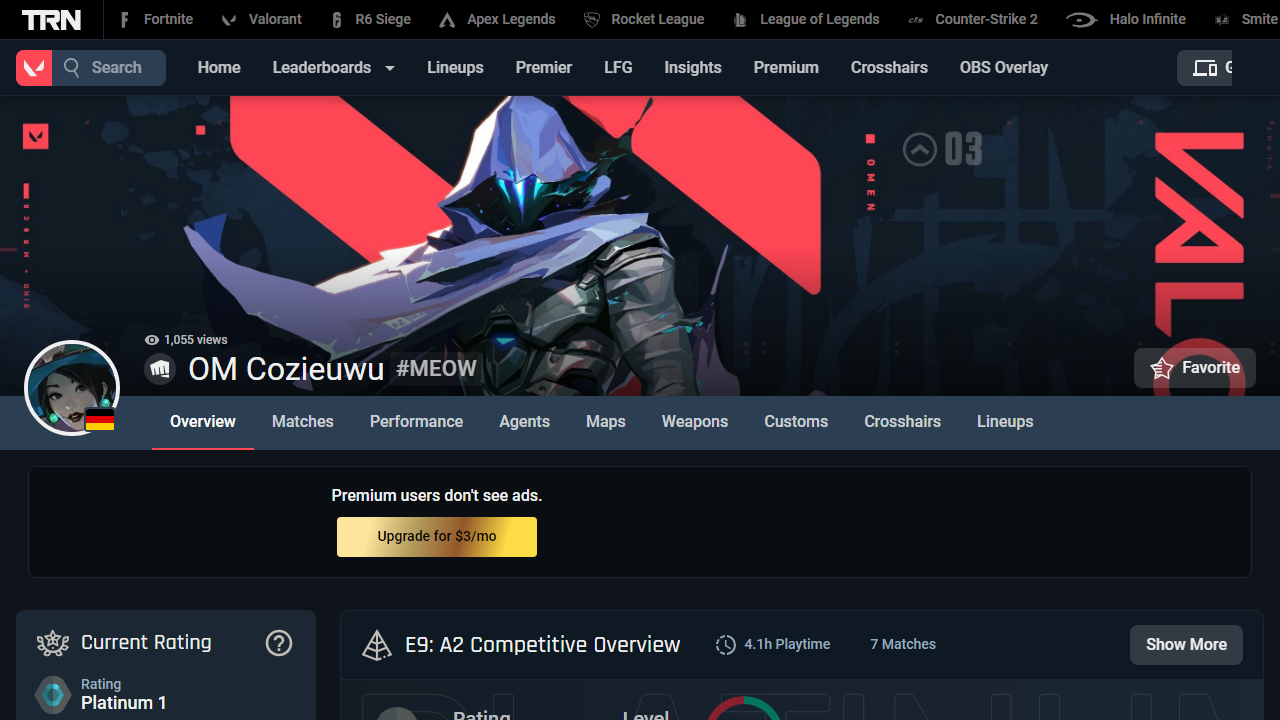 TRN Fortnite Valorant R6 Siege Apex Legends Rocket League League of Legends Counter-Strike 2 Halo Infinite Smite
Search Home Leaderboards Lineups Premier LFG Insights Premium Crosshairs OBS Overlay
03
OMEN
VALO
1,055 views
OM Cozieuwu #MEOW
Favorite
Overview Matches Performance Agents Maps Weapons Customs Crosshairs Lineups
Premium users don't see ads.
Upgrade for $3/mo
Current Rating
Rating
Platinum 1
E9: A2 Competitive Overview 4.1h Playtime 7 Matches Show More
Rating Level